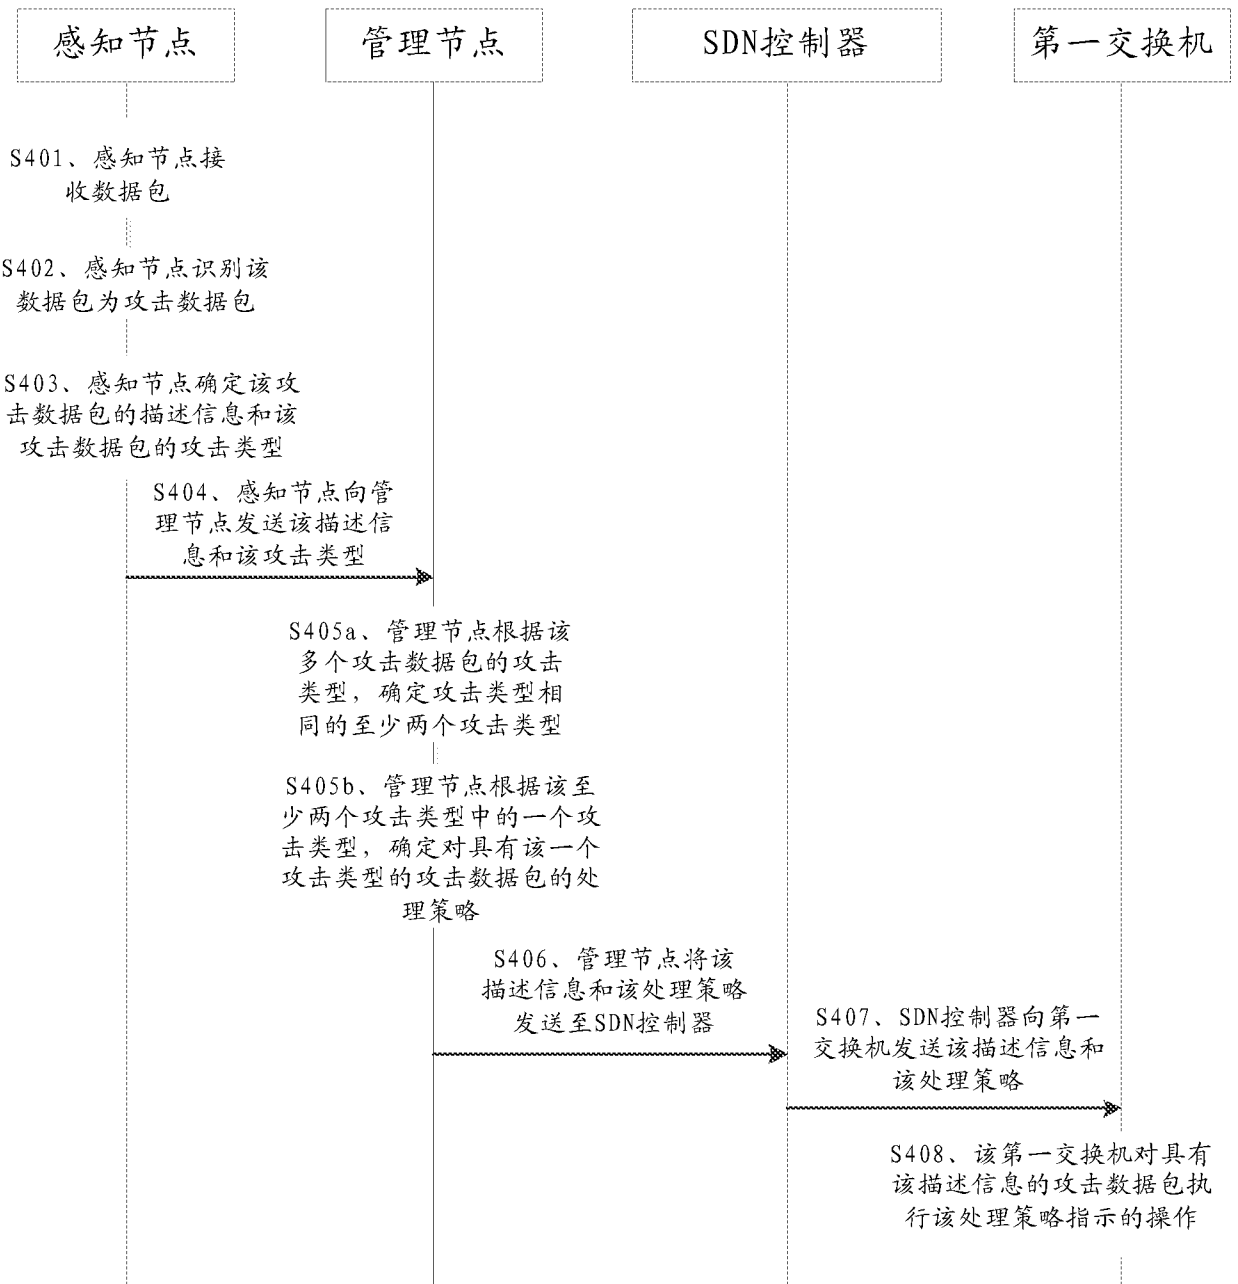 感知节点
管理节点
SDN控制器
第一交换机
S401、感知节点接
收数据包
S402、感知节点识别该
数据包为攻击数据包
S403、感知节点确定该攻
击数据包的描述信息和该
攻击数据包的攻击类型
S404、感知节点向管
理节点发送该描述信
息和该攻击类型
S405a、管理节点根据该
多个攻击数据包的攻击
类型，确定攻击类型相
同的至少两个攻击类型
S405b、管理节点根据该至
少两个攻击类型中的一个攻
击类型，确定对具有该一个
攻击类型的攻击数据包的处
理策略
S406、管理节点将该
描述信息和该处理策略
发送至SDN控制器
S407、SDN控制器向第一
交换机发送该描述信息和
该处理策略
S408、该第一交换机对具有
该描述信息的攻击数据包执
行该处理策略指示的操作